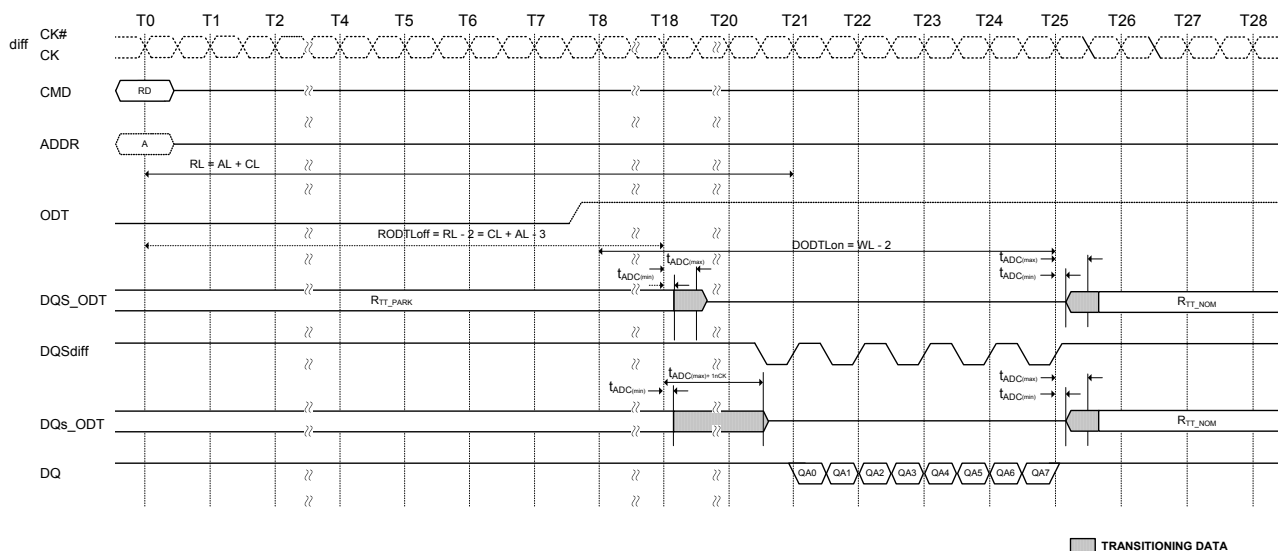 T0 T1 T2 T4 T5 T6 T7 T8 T18 T20 T21 T22 T23 T24 T25 T26 T27 T28
diff
CK#
CK
CMD
RD
ADDR
A
RL = AL + CL
ODT
RODTLoff = RL - 2 = CL + AL - 3
DODTLon = WL - 2
tADC(max)
tADC(min)
tADC(max)
tADC(min)
DQS_ODT
RTT_PARK
RTT_NOM
DQSdiff
tADC(max)+ 1nCK
tADC(min)
tADC(max)
tADC(min)
DQs_ODT
RTT_NOM
DQ
QA0 QA1 QA2 QA3 QA4 QA5 QA6 QA7
TRANSITIONING DATA